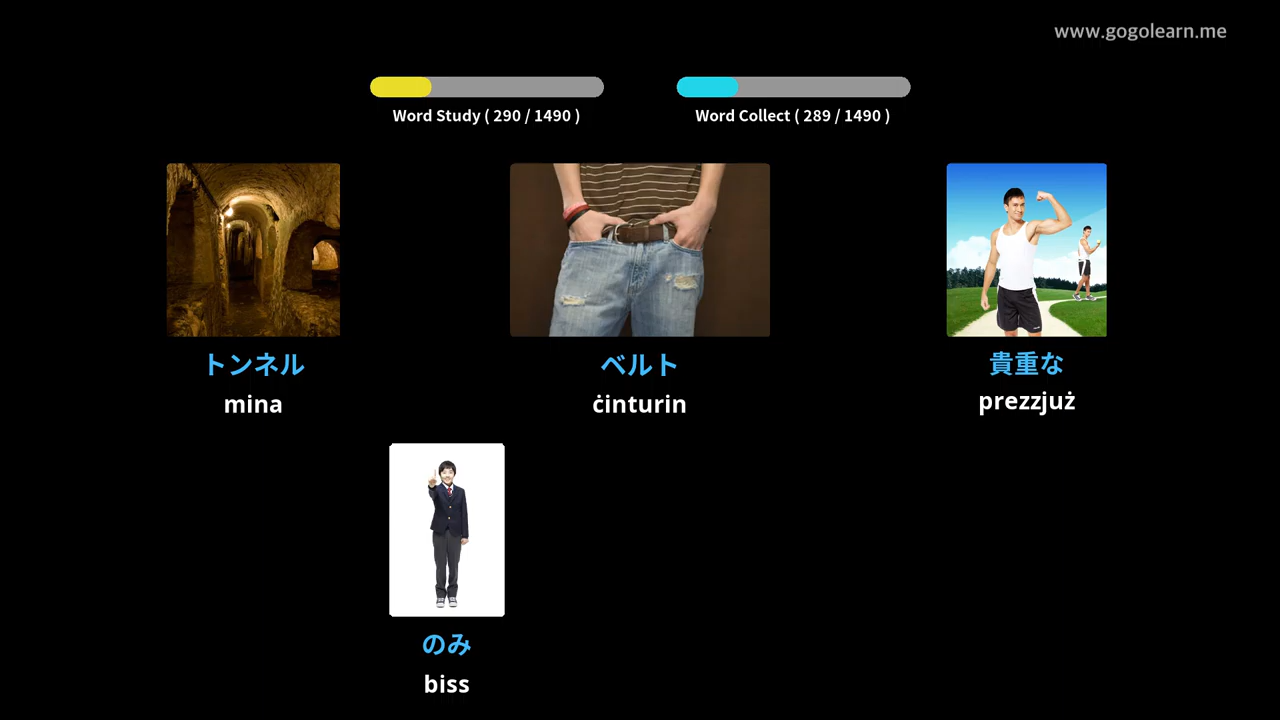 www.gogolearn.me
Word Study ( 290 / 1490 )
Word Collect ( 289 / 1490 )
トンネル
mina
ベルト
ċinturin
貴重な
prezzjuż
のみ
biss